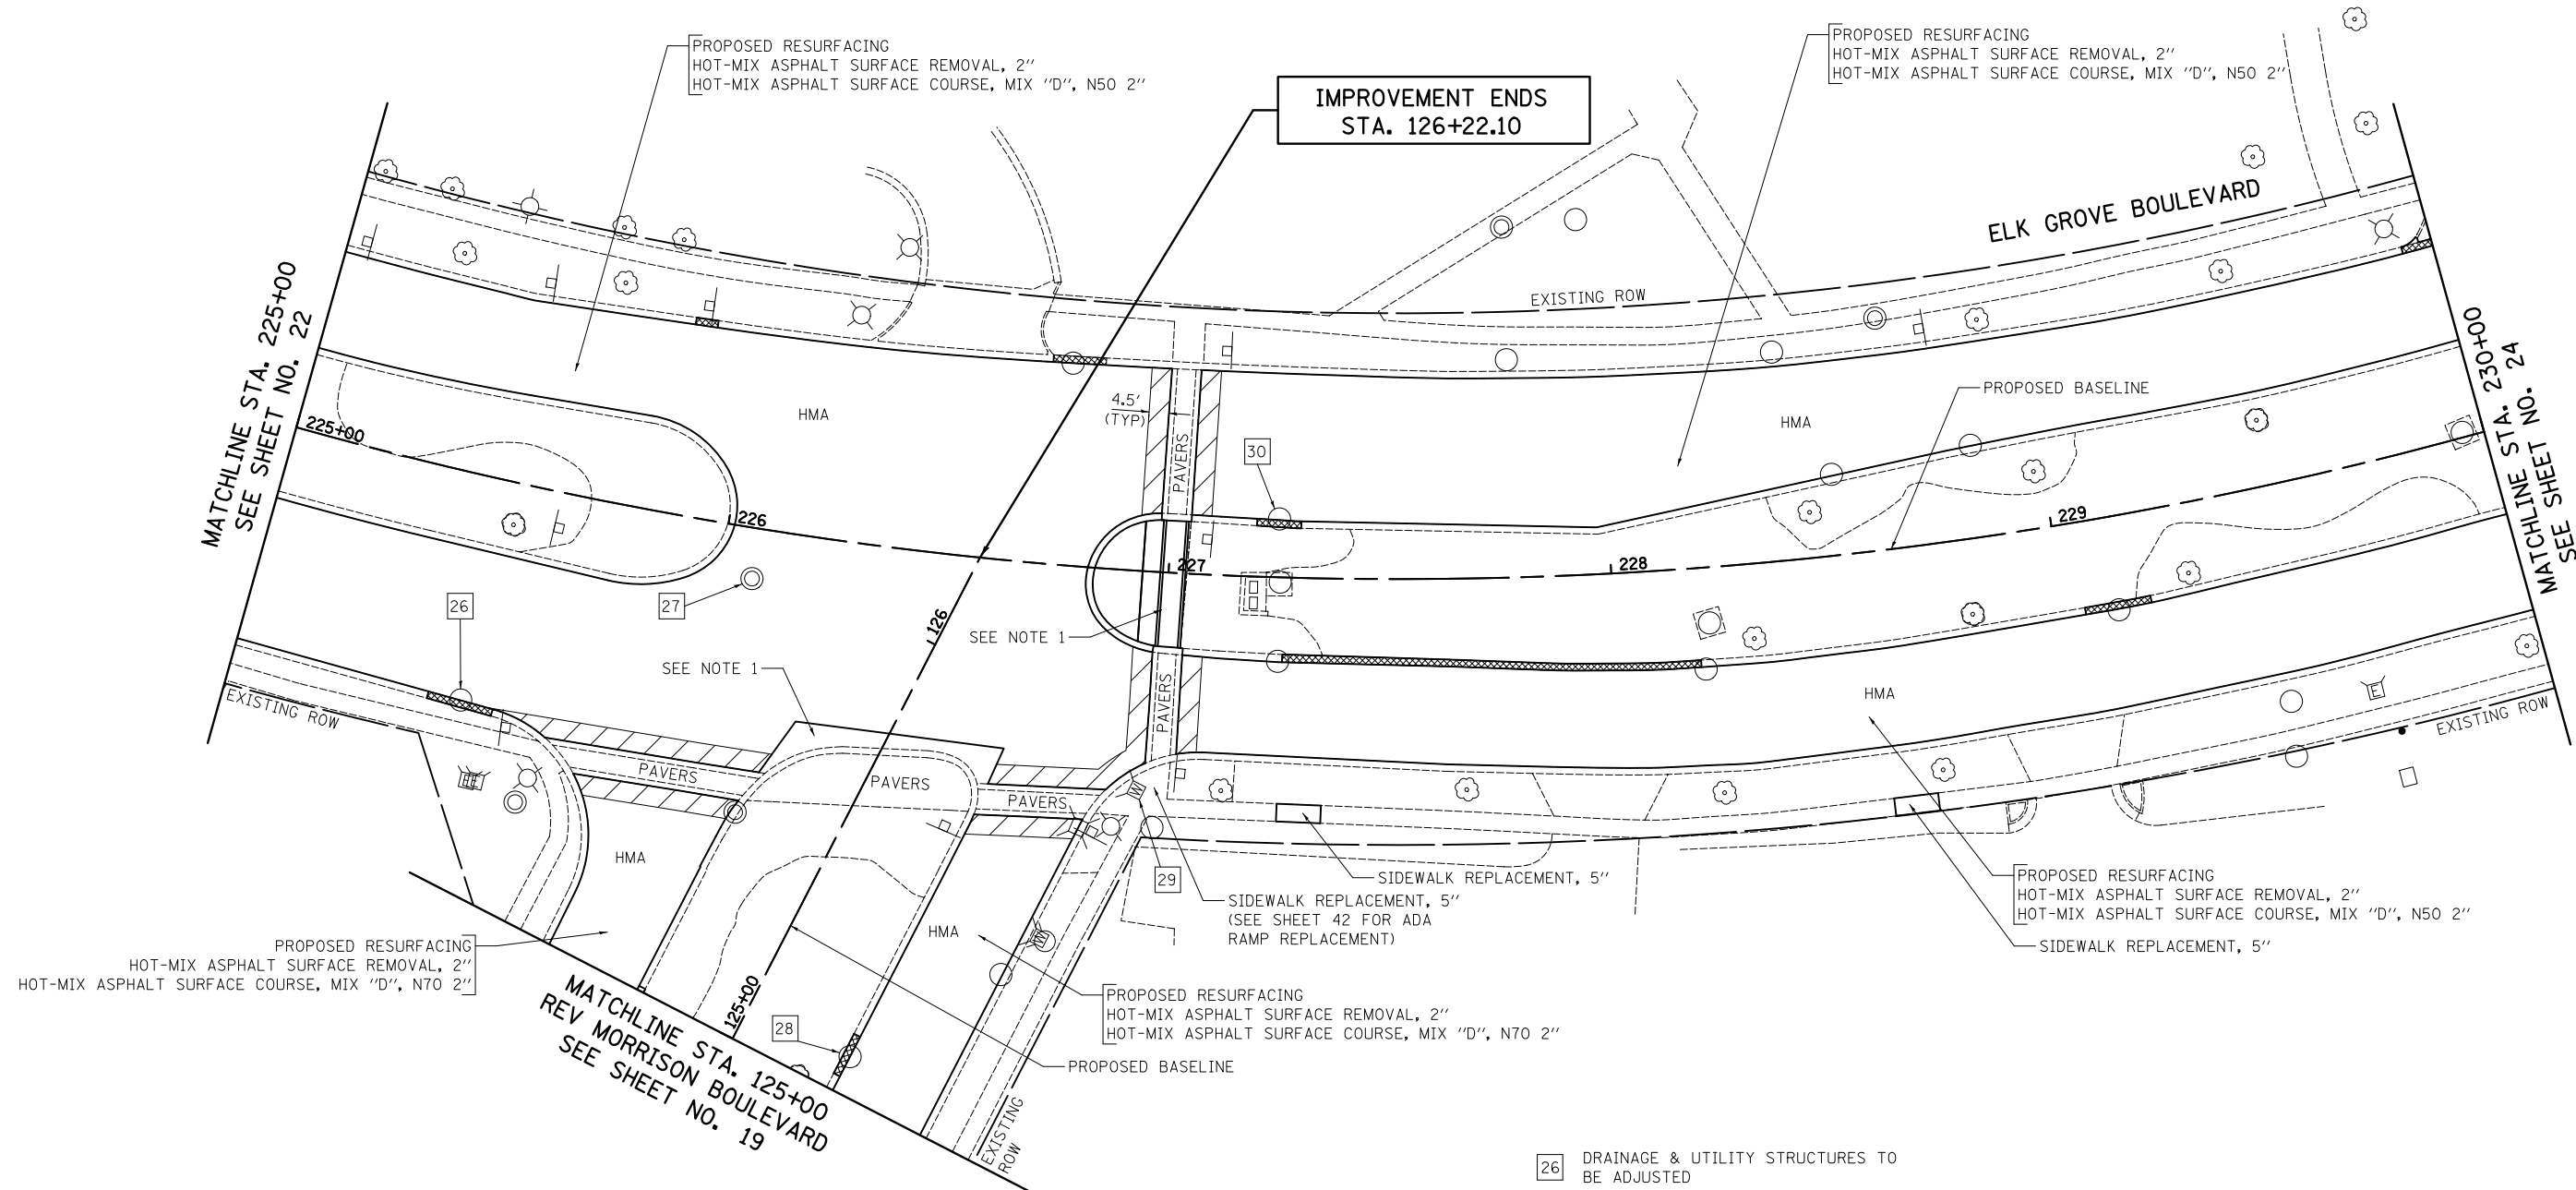 PROPOSED RESURFACING
HOT-MIX ASPHALT SURFACE REMOVAL, 2"
HOT-MIX ASPHALT SURFACE COURSE, MIX "D", N50 2"
PROPOSED RESURFACING
HOT-MIX ASPHALT SURFACE REMOVAL, 2"
HOT-MIX ASPHALT SURFACE COURSE, MIX "D", N50 2"
IMPROVEMENT ENDS
STA. 126+22.10
ELK GROVE BOULEVARD
EXISTING ROW
MATCHLINE STA. 225+00
SEE SHEET NO. 22
225+00
HMA
4.5'
(TYP)
PAVERS
30
HMA
PROPOSED BASELINE
MATCHLINE STA. 230+00
SEE SHEET NO. 24
226
227
228
229
26
27
126
SEE NOTE 1
SEE NOTE 1
EXISTING ROW
PAVERS
PAVERS
PAVERS
PAVERS
HMA
EXISTING ROW
E
E
W
HMA
29
SIDEWALK REPLACEMENT, 5"
SIDEWALK REPLACEMENT, 5"
(SEE SHEET 42 FOR ADA
RAMP REPLACEMENT)
PROPOSED RESURFACING
HOT-MIX ASPHALT SURFACE REMOVAL, 2"
HOT-MIX ASPHALT SURFACE COURSE, MIX "D", N50 2"
SIDEWALK REPLACEMENT, 5"
HMA
W
PROPOSED RESURFACING
HOT-MIX ASPHALT SURFACE REMOVAL, 2"
HOT-MIX ASPHALT SURFACE COURSE, MIX "D", N70 2"
PROPOSED RESURFACING
HOT-MIX ASPHALT SURFACE REMOVAL, 2"
HOT-MIX ASPHALT SURFACE COURSE, MIX "D", N70 2"
125+00
28
PROPOSED BASELINE
MATCHLINE STA. 125+00
REV MORRISON BOULEVARD
SEE SHEET NO. 19
EXISTING
ROW
26
DRAINAGE & UTILITY STRUCTURES TO
BE ADJUSTED